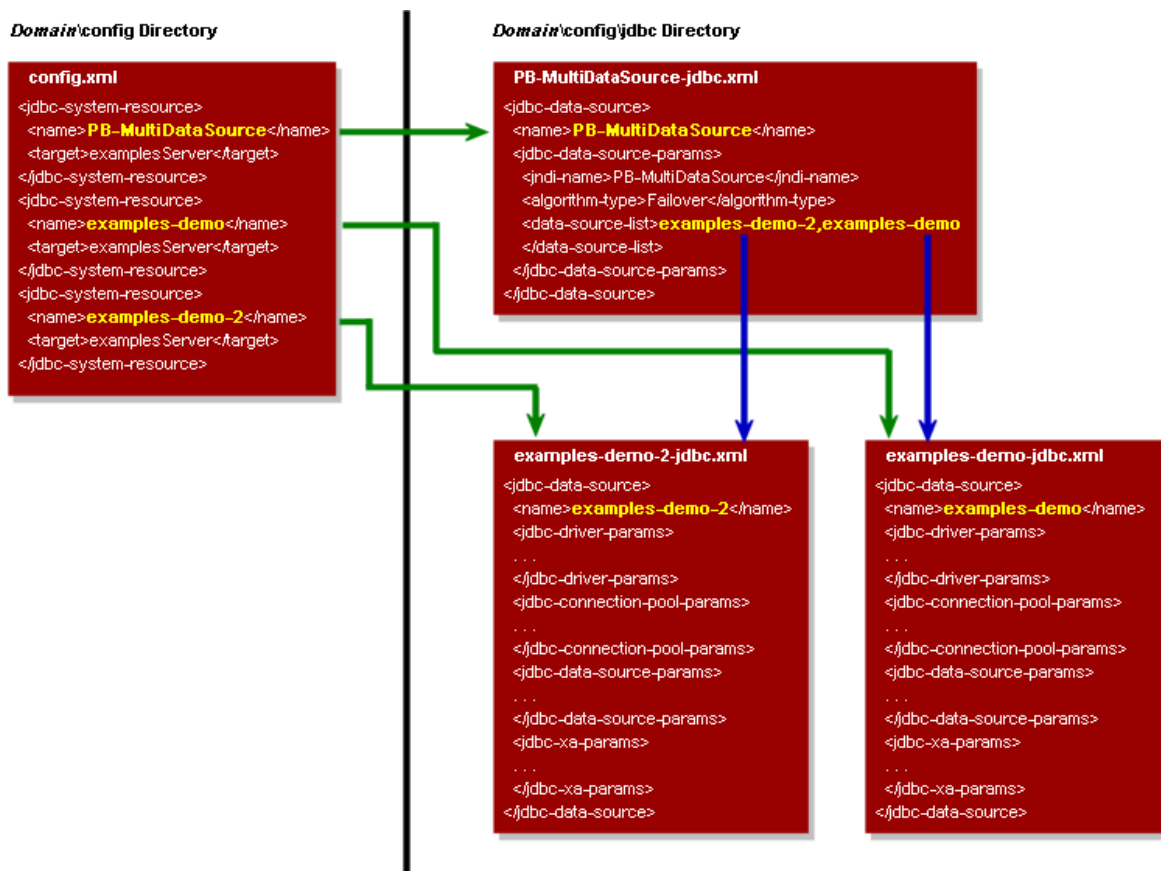 Domain\config Directory
config.xml
<jdbc-system-resource>
<name>PB-MultiDataSource</name>
<target>examplesServer</target>
</jdbc-system-resource>
<jdbc-system-resource>
<name>examples-demo</name>
<target>examplesServer</target>
</jdbc-system-resource>
<jdbc-system-resource>
<name>examples-demo-2</name>
<target>examplesServer</target>
</jdbc-system-resource>
Domain\config\jdbc Directory
PB-MultiDataSource-jdbc.xml
<jdbc-data-source>
<name>PB-MultiDataSource</name>
<jdbc-data-source-params>
<jndi-name>PB-MultiDataSource</jndi-name>
<algorithm-type>Failover</algorithm-type>
<data-source-list>examples-demo-2,examples-demo
</data-source-list>
</jdbc-data-source-params>
</jdbc-data-source>
examples-demo-2-jdbc.xml
<jdbc-data-source>
<name>examples-demo-2</name>
<jdbc-driver-params>
. . .
</jdbc-driver-params>
<jdbc-connection-pool-params>
. . .
</jdbc-connection-pool-params>
<jdbc-data-source-params>
. . .
</jdbc-data-source-params>
<jdbc-xa-params>
. . .
</jdbc-xa-params>
</jdbc-data-source>
examples-demo-jdbc.xml
<jdbc-data-source>
<name>examples-demo</name>
<jdbc-driver-params>
. . .
</jdbc-driver-params>
<jdbc-connection-pool-params>
. . .
</jdbc-connection-pool-params>
<jdbc-data-source-params>
. . .
</jdbc-data-source-params>
<jdbc-xa-params>
. . .
</jdbc-xa-params>
</jdbc-data-source>